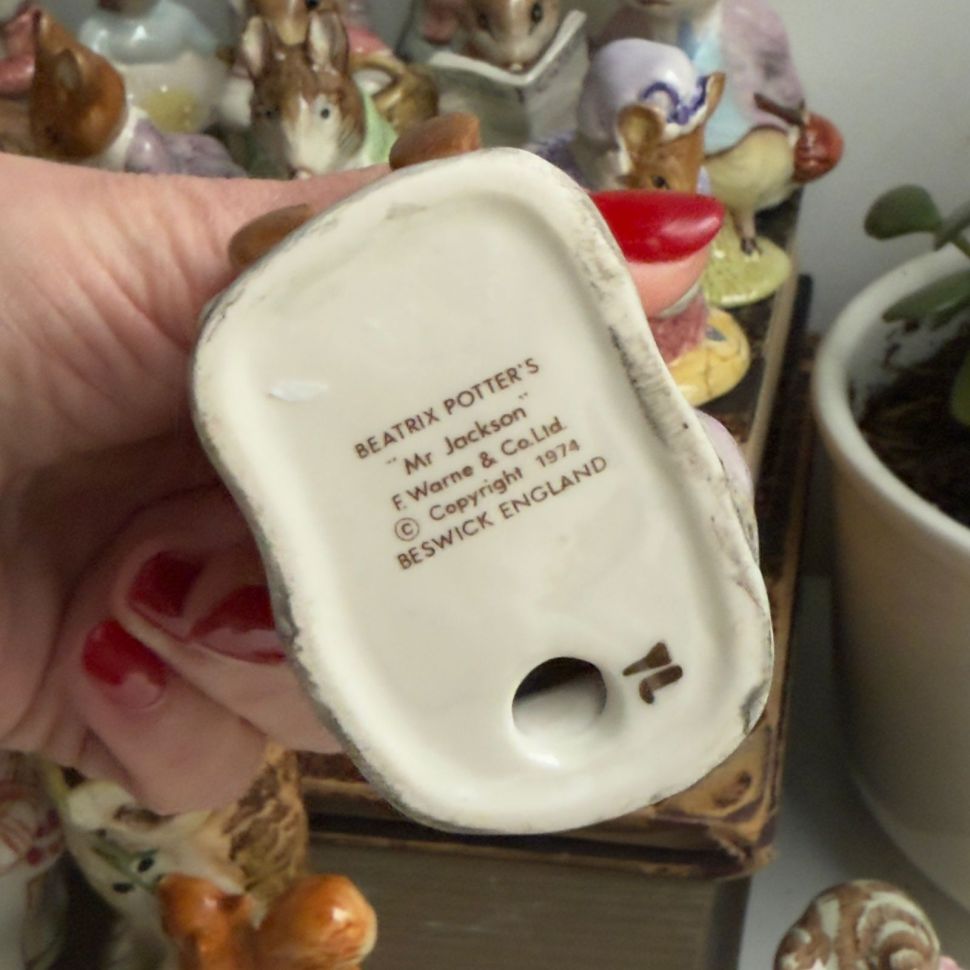 BEATRIX POTTER'S
"Mr Jackson"
F. Warne & Co.Ltd.
© Copyright 1974
BESWICK ENGLAND